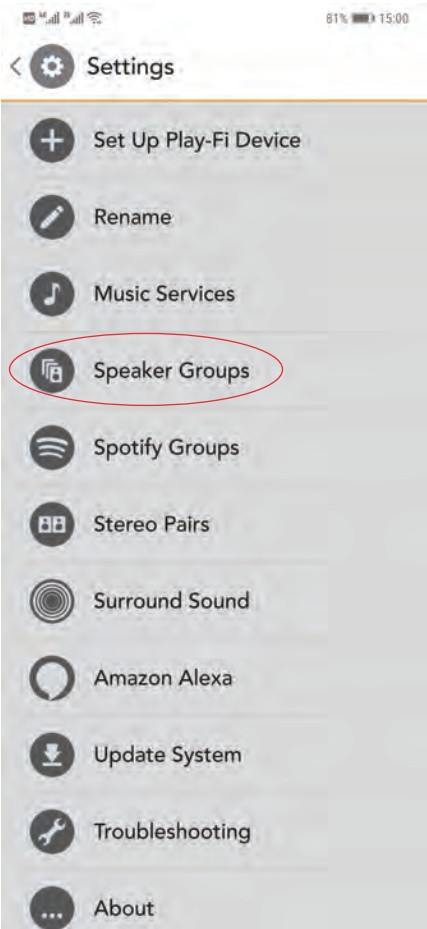 81% 15:00
Settings
Set Up Play-Fi Device
Rename
Music Services
Speaker Groups
Spotify Groups
Stereo Pairs
Surround Sound
Amazon Alexa
Update System
Troubleshooting
About